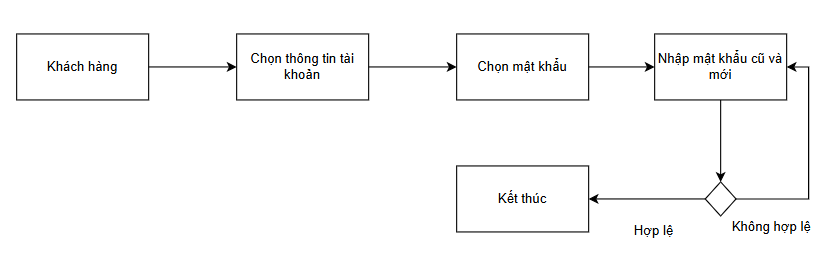 Khách hàng
Chọn thông tin tài
khoản
Chọn mật khẩu
Nhập mật khẩu cũ và
mới
Kết thúc
Hợp lệ
Không hợp lệ